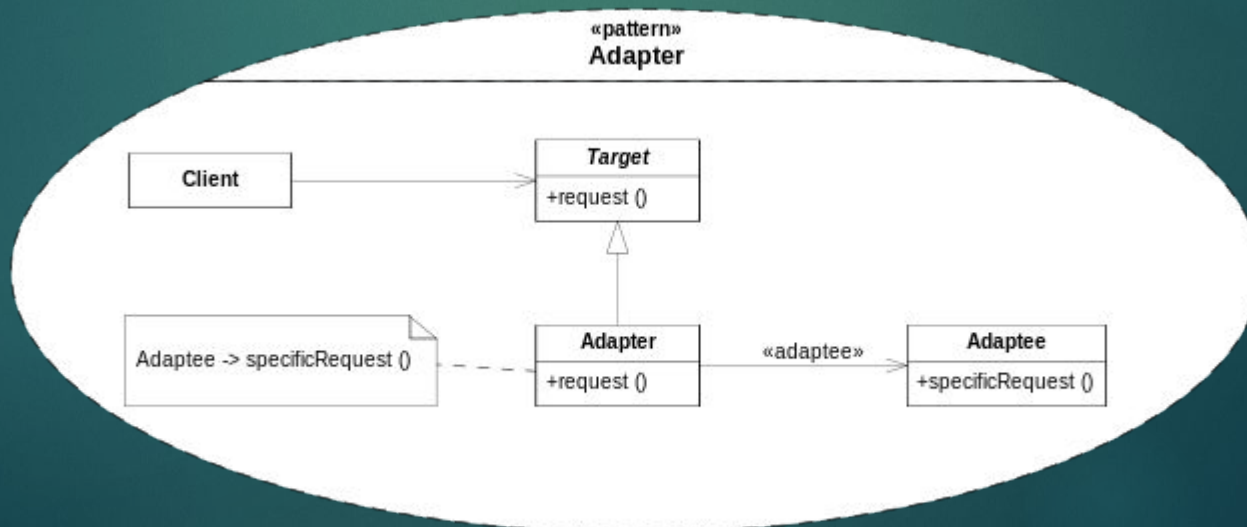 «pattern»
Adapter
Client
Target
+request ()
Adaptee -> specificRequest ()
Adapter
+request ()
«adaptee»
Adaptee
+specificRequest ()